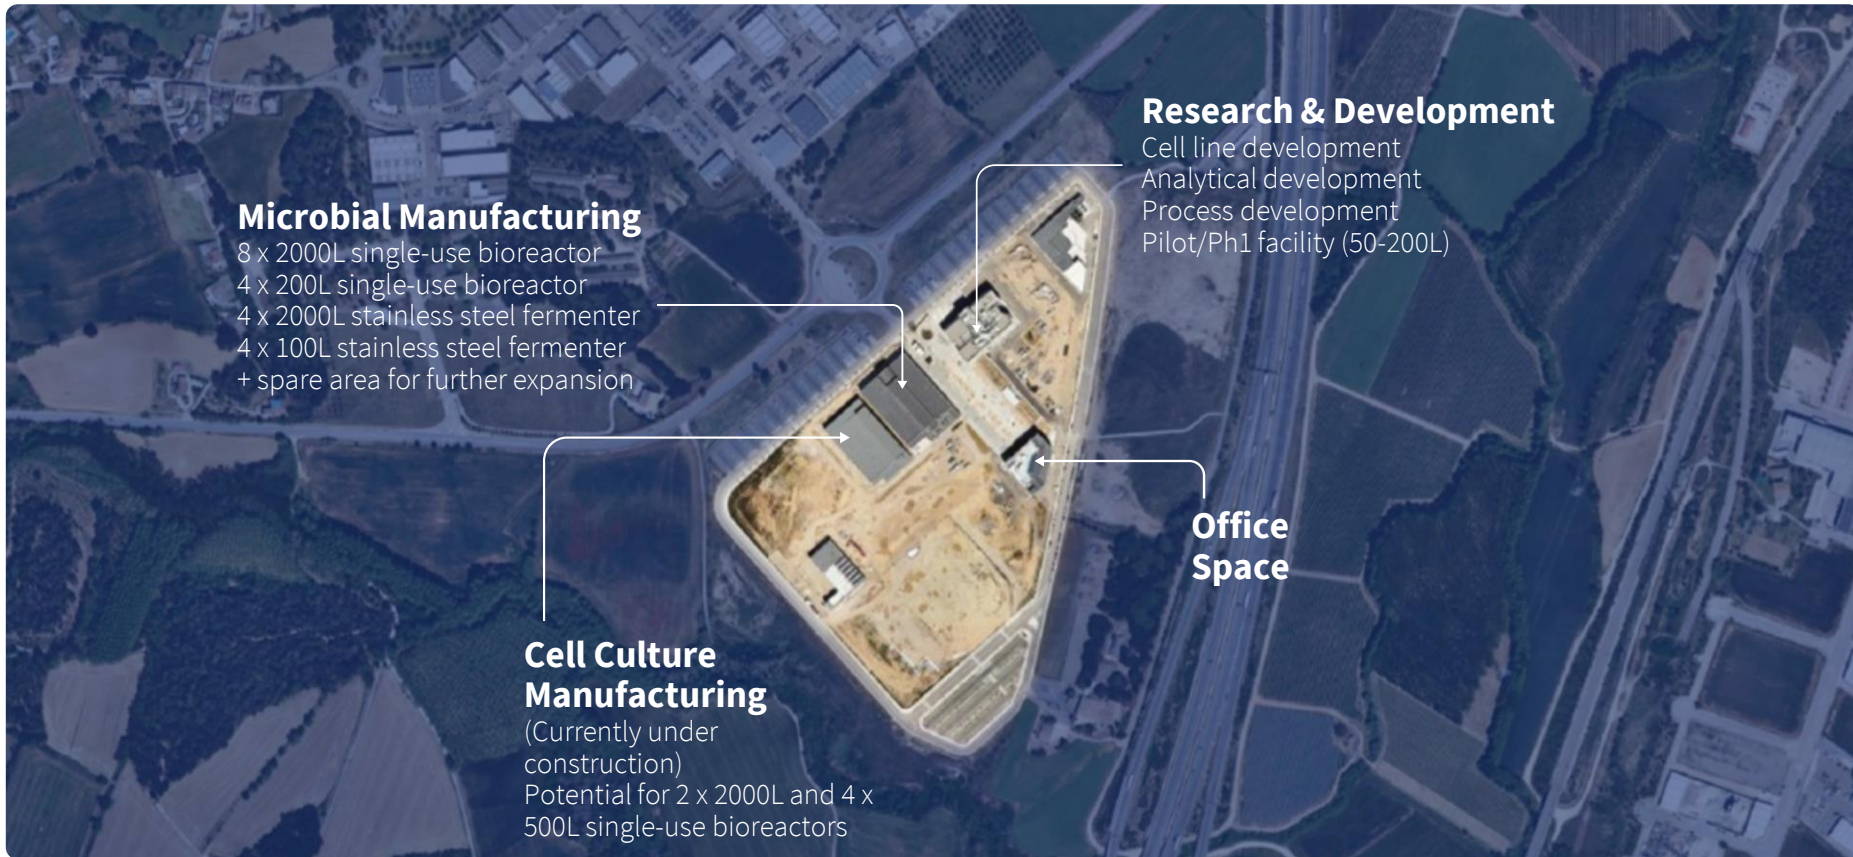 Research & Development
Cell line development
Analytical development
Process development
Pilot/Ph1 facility (50-200L)
Microbial Manufacturing
8 x 2000L single-use bioreactor
4 x 200L single-use bioreactor
4 x 2000L stainless steel fermenter
4 x 100L stainless steel fermenter
+ spare area for further expansion
Office
Space
Cell Culture
Manufacturing
(Currently under
construction)
Potential for 2 x 2000L and 4 x
500L single-use bioreactors